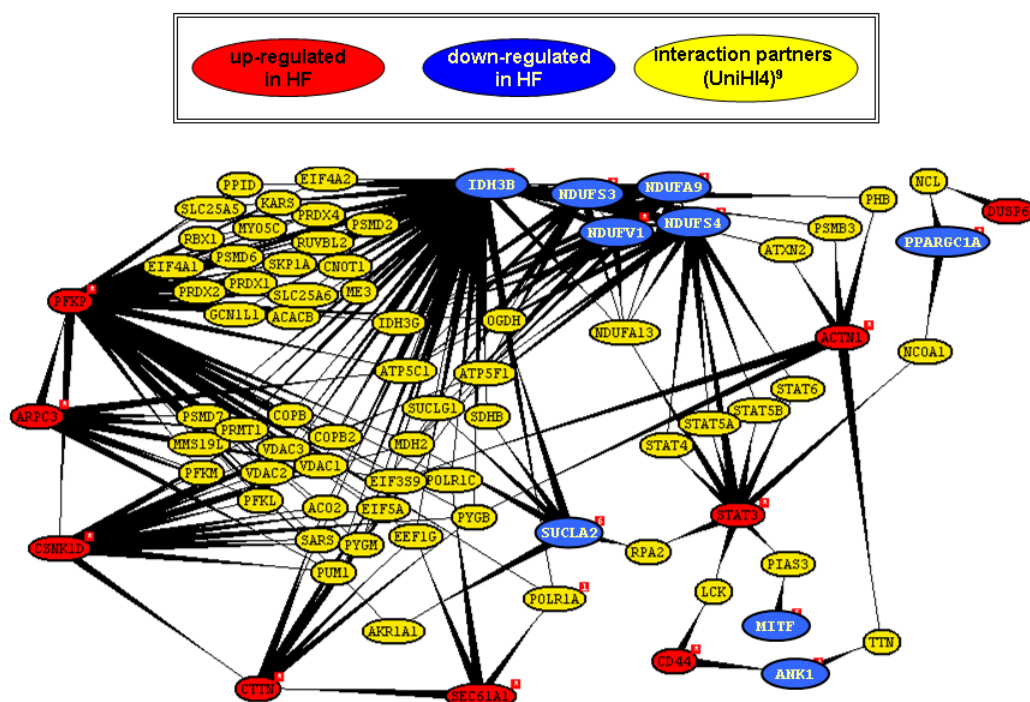 up-regulated
in HF
down-regulated
in HF
interaction partners
(UniHI4)⁹
EIF4A2
PPID
IDH3B
NDUFS3
NDUFA9
NCL
KARS
PHB
SLC25A5
PRDX4
DUSP6
MYO5C
PSMD2
NDUFV1
NDUFS4
PSMB3
RBX1
RUVBL2
ATXN2
PPARGC1A
PSMD6
SKP1A
CNOT1
EIF4A1
PRDX1
PRDX2
SLC25A6
ME3
PFKP
GCN1L1
ACACB
IDH3G
OGDH
NDUFA13
ACTN1
NCOA1
ATP5C1
ATP5F1
STAT6
ARPC3
PSMD7
COPB
SUCLG1
SDHB
STAT5B
STAT5A
PRMT1
COPB2
MMS19L
VDAC3
MDH2
STAT4
VDAC1
PFKM
VDAC2
EIF3S9
POLR1C
PFKL
ACO2
EIF5A
STAT3
PYGB
SUCLA2
6
CSNK1D
SARS
PYGM
EEF1G
RPA2
PIAS3
PUM1
LCK
POLR1A
1
AKR1A1
MITF
TTN
CD44
ANK1
CTTN
SEC61A1